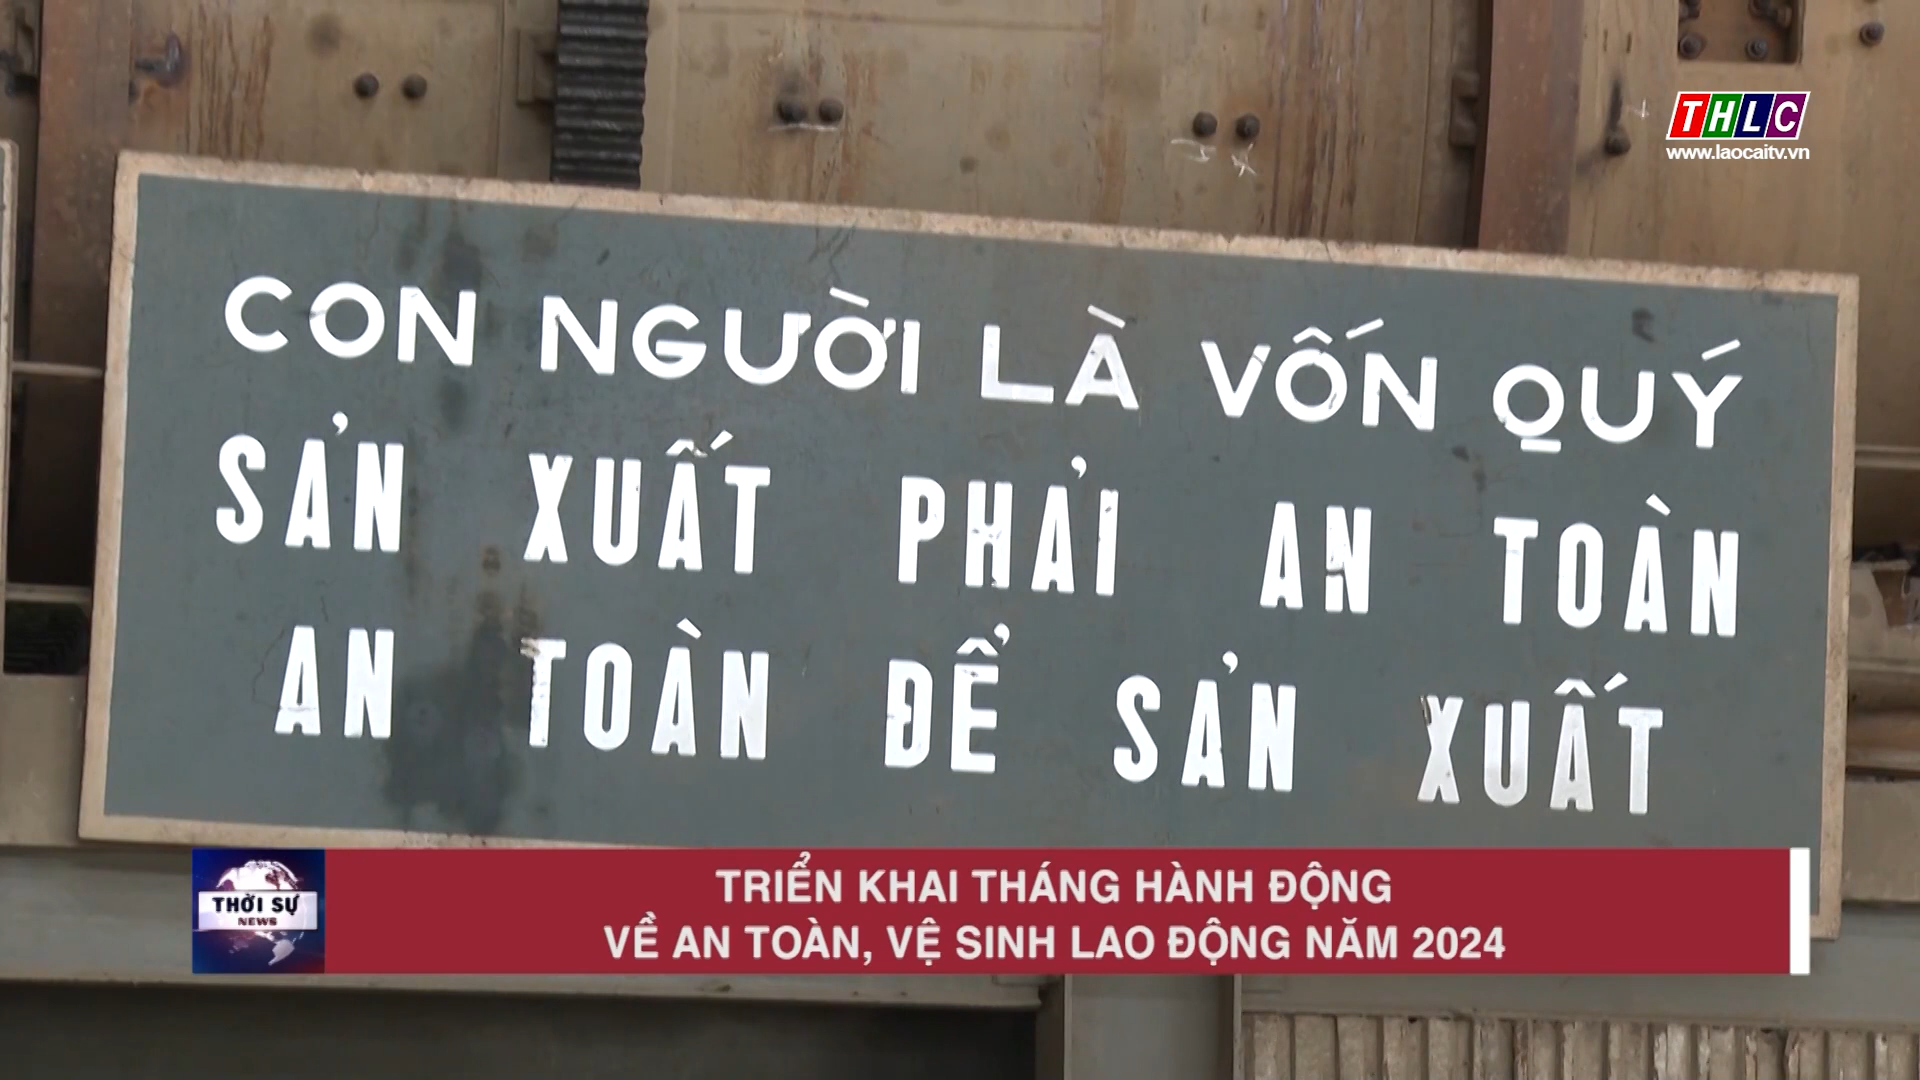 THLC
www.laocaitv.vn
CON NGƯỜI LÀ VỐN QUÝ
SẢN XUẤT PHẢI AN TOÀN
AN TOÀN ĐỂ SẢN XUẤT
THỜI SỰ
NEWS
TRIỂN KHAI THÁNG HÀNH ĐỘNG
VỀ AN TOÀN, VỆ SINH LAO ĐỘNG NĂM 2024